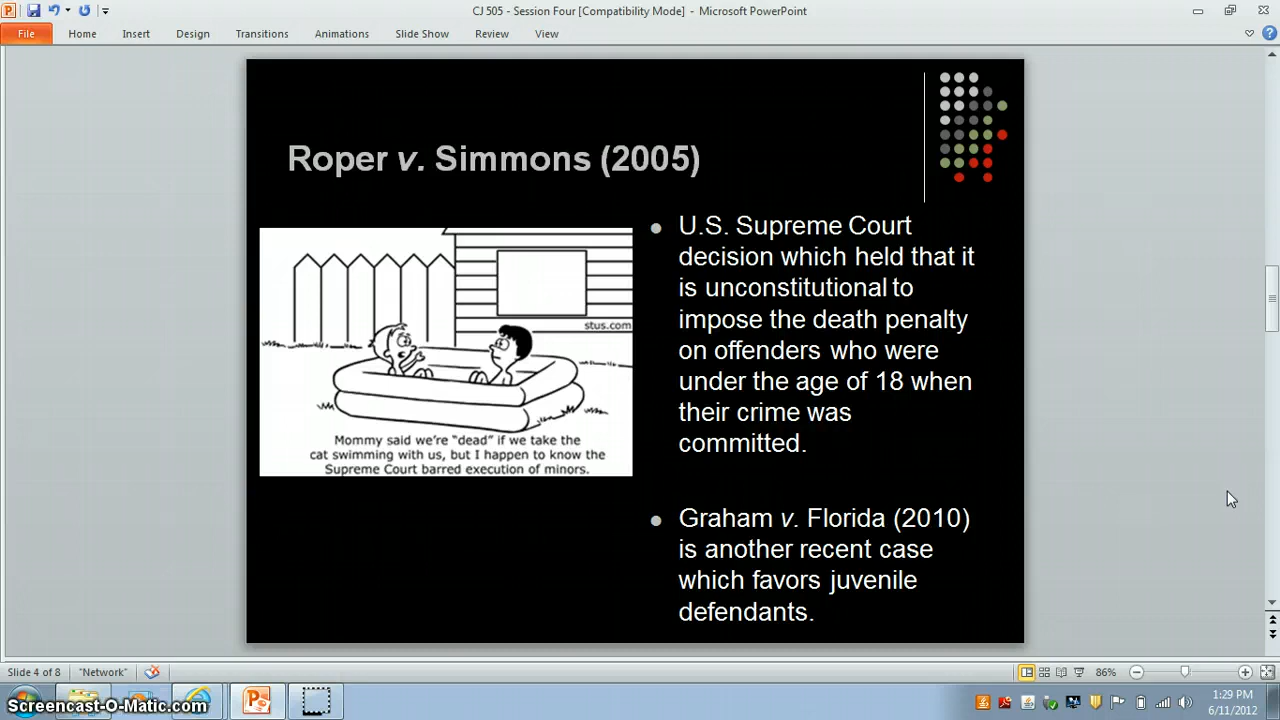 CJ 505 - Session Four [Compatibility Mode] - Microsoft PowerPoint
File Home Insert Design Transitions Animations Slide Show Review View
Roper v. Simmons (2005)
stus.com
Mommy said we're "dead" if we take the
cat swimming with us, but I happen to know the
Supreme Court barred execution of minors.
U.S. Supreme Court
decision which held that it
is unconstitutional to
impose the death penalty
on offenders who were
under the age of 18 when
their crime was
committed.
Graham v. Florida (2010)
is another recent case
which favors juvenile
defendants.
Slide 4 of 8 "Network" 86%
Screencast-O-Matic.com
1:29 PM
6/11/2012